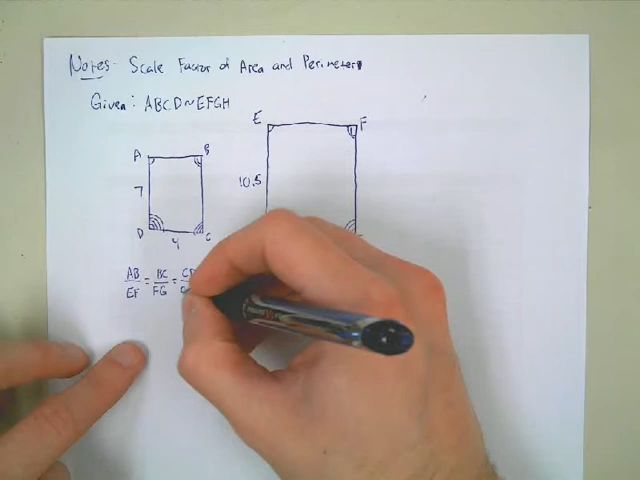 Notes: Scale Factor of Area and Perimeter
Given: ABCD~EFGH
E F
A B
7 10.5
D C
4
AB/EF = BC/FG = CD